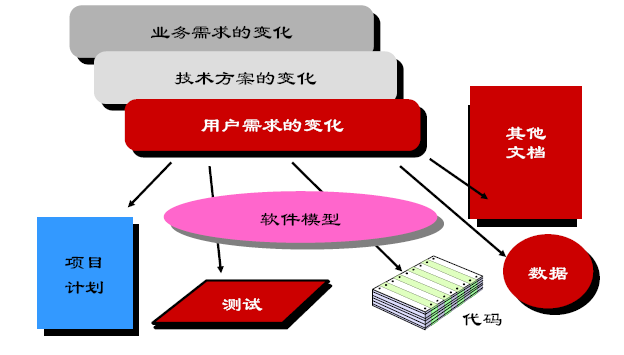 业务需求的变化
技术方案的变化
用户需求的变化
其他
文档
软件模型
项目
计划
测试
代码
数据